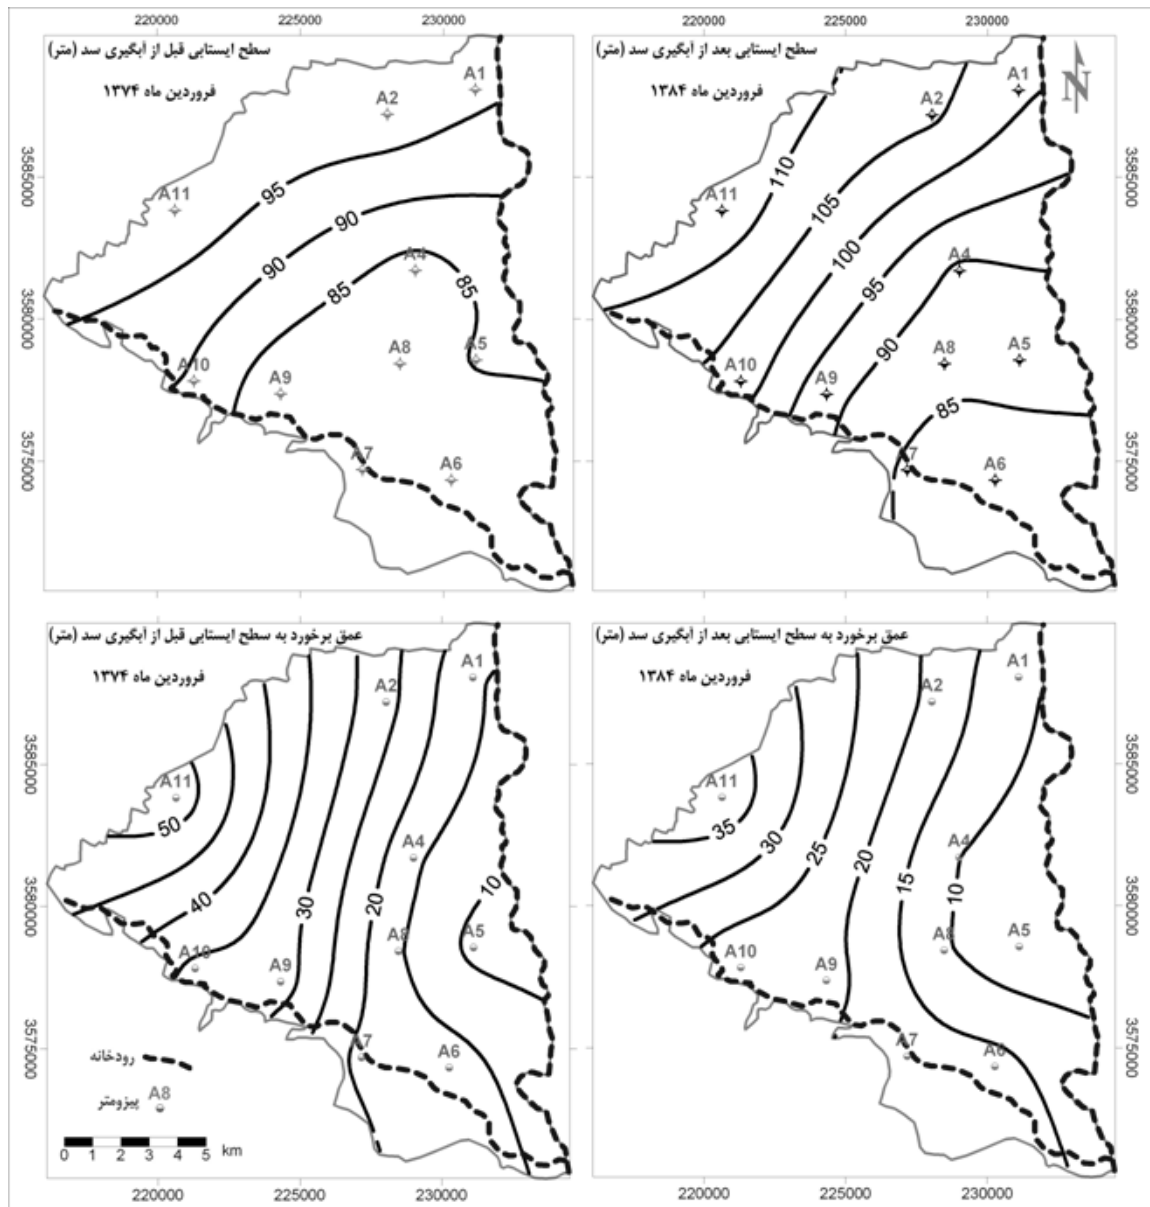 220000 225000 230000 220000 225000 230000
سطح ایستابی قبل از آبگیری سد (متر)
فروردین ماه ۱۳۷۴
A1
A2
A11
95
90
90
A4
85
85
A10
A9
A8
A5
A7
A6
3585000
3580000
3575000
سطح ایستابی بعد از آبگیری سد (متر)
فروردین ماه ۱۳۸۴
N
A1
A2
110
A11
105
100
A4
95
90
A10
A9
A8
A5
85
A7
A6
3585000
3580000
3575000
عمق برخورد به سطح ایستابی قبل از آبگیری سد (متر)
فروردین ماه ۱۳۷۴
A1
A2
A11
50
A4
40
30
20
10
A10
A9
A8
A5
A7
A6
3585000
3580000
3575000
رودخانه
پیزومتر A8
0 1 2 3 4 5 km
عمق برخورد به سطح ایستابی بعد از آبگیری سد (متر)
فروردین ماه ۱۳۸۴
A1
A2
A11
35
30
25
20
15
A4
10
A10
A9
A8
A5
A7
A6
3585000
3580000
3575000
220000 225000 230000 220000 225000 230000